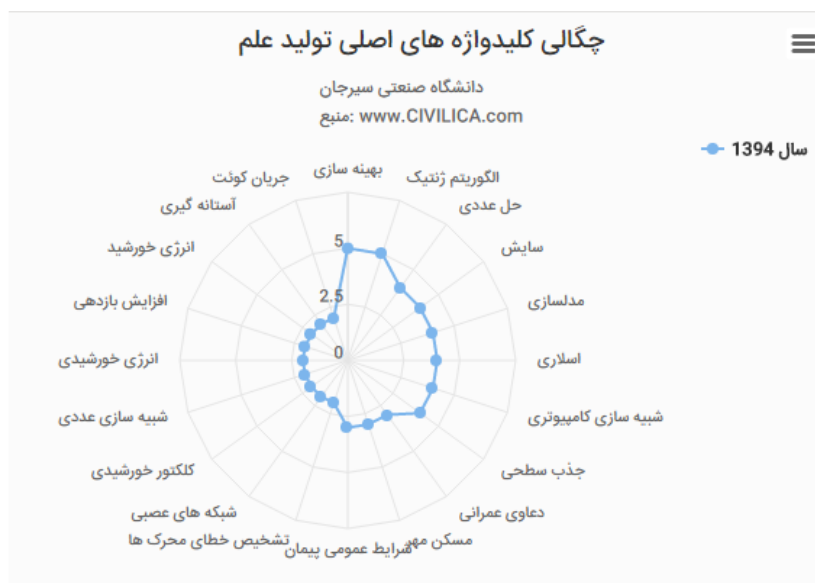 چگالی کلیدواژه های اصلی تولید علم
دانشگاه صنعتی سیرجان
منبع: www.CIVILICA.com
سال 1394
بهینه سازی
الگوریتم ژنتیک
حل عددی
سایش
مدلسازی
اسلاری
شبیه سازی کامپیوتری
جذب سطحی
دعاوی عمرانی
مسکن مهر
شرایط عمومی پیمان
تشخیص خطای محرک ها
شبکه های عصبی
کلکتور خورشیدی
شبیه سازی عددی
انرژی خورشیدی
افزایش بازدهی
انرژی خورشید
آستانه گیری
جریان کوئت
5
2.5
0